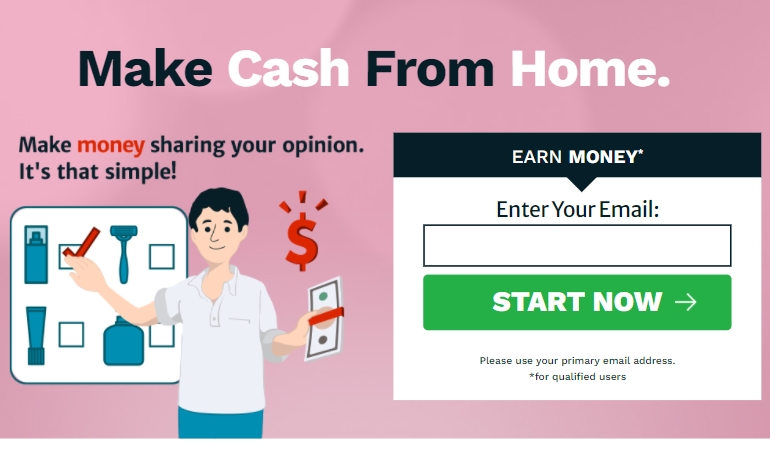 Make Cash From Home.
Make money sharing your opinion.
It's that simple!
$
EARN MONEY*
Enter Your Email:
START NOW →
Please use your primary email address.
*for qualified users